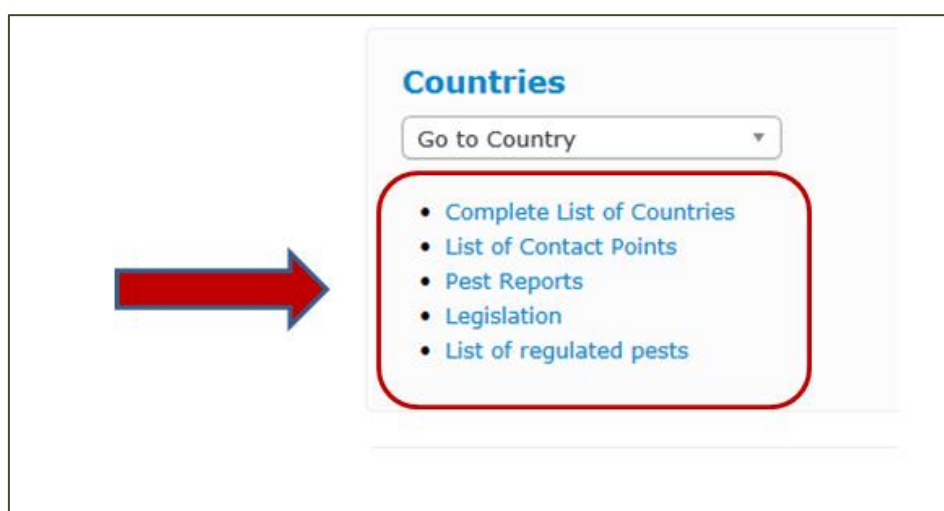 Countries
Go to Country
Complete List of Countries
List of Contact Points
Pest Reports
Legislation
List of regulated pests